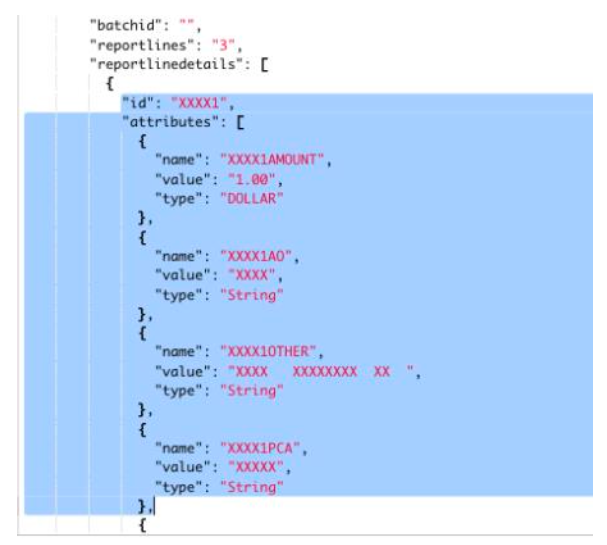 "batchid": "",
"reportlines": "3",
"reportlinedetails": [
{
"id": "XXXX1",
"attributes": [
{
"name": "XXXX1AMOUNT",
"value": "1.00",
"type": "DOLLAR"
},
{
"name": "XXXX1AO",
"value": "XXXX",
"type": "String"
},
{
"name": "XXXX1OTHER",
"value": "XXXX   XXXXXXXX  XX  ",
"type": "String"
},
{
"name": "XXXX1PCA",
"value": "XXXXX",
"type": "String"
},
{